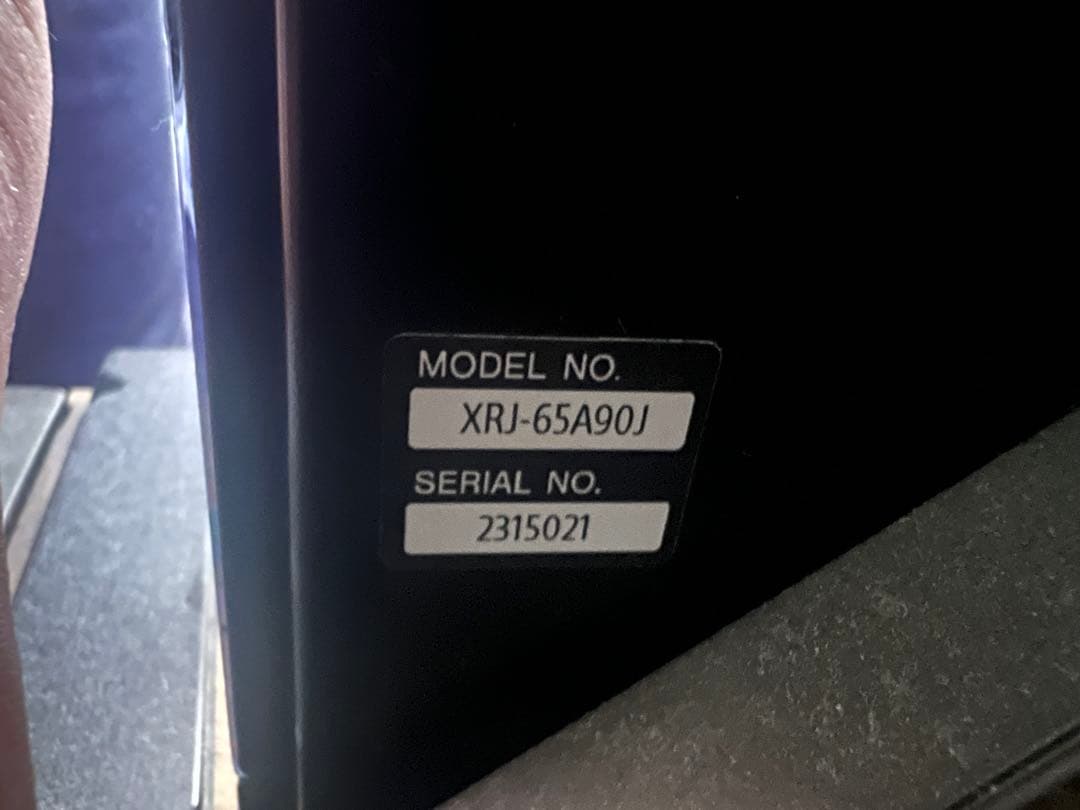 MODEL NO.
XRJ-65A90J
SERIAL NO.
2315021